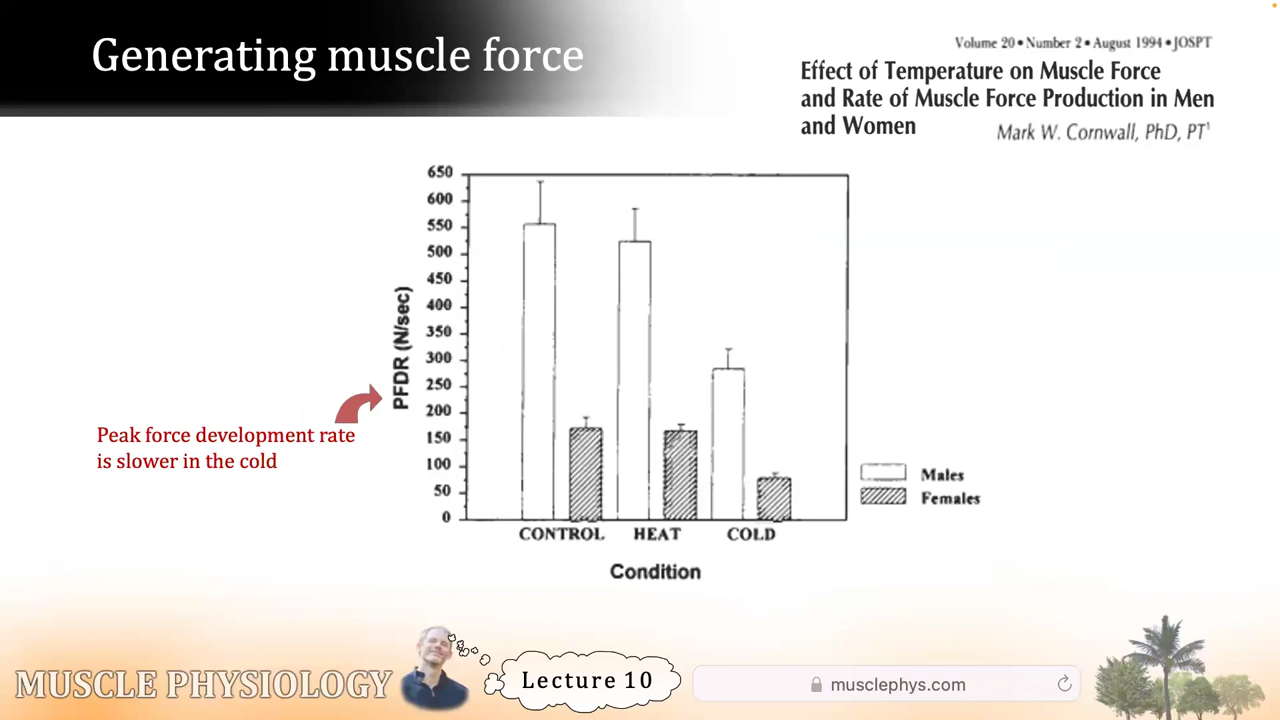 Generating muscle force
Volume 20 • Number 2 • August 1994 • JOSPT
Effect of Temperature on Muscle Force
and Rate of Muscle Force Production in Men
and Women
Mark W. Cornwall, PhD, PT¹
650
600
550
500
450
400
350
300
250
200
150
100
50
0
PFDR (N/sec)
Peak force development rate
is slower in the cold
Males
Females
CONTROL HEAT COLD
Condition
MUSCLE PHYSIOLOGY
Lecture 10
musclephys.com